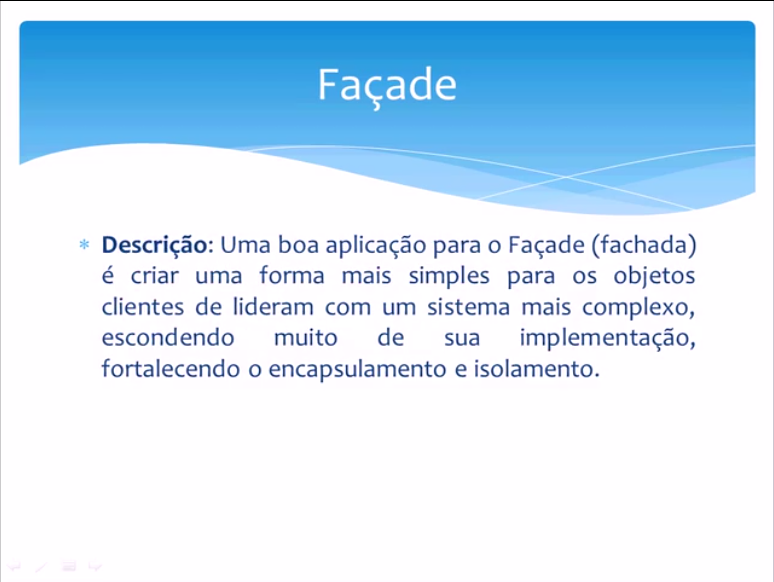 Façade
Descrição: Uma boa aplicação para o Façade (fachada)
é criar uma forma mais simples para os objetos
clientes de lideram com um sistema mais complexo,
escondendo muito de sua implementação,
fortalecendo o encapsulamento e isolamento.